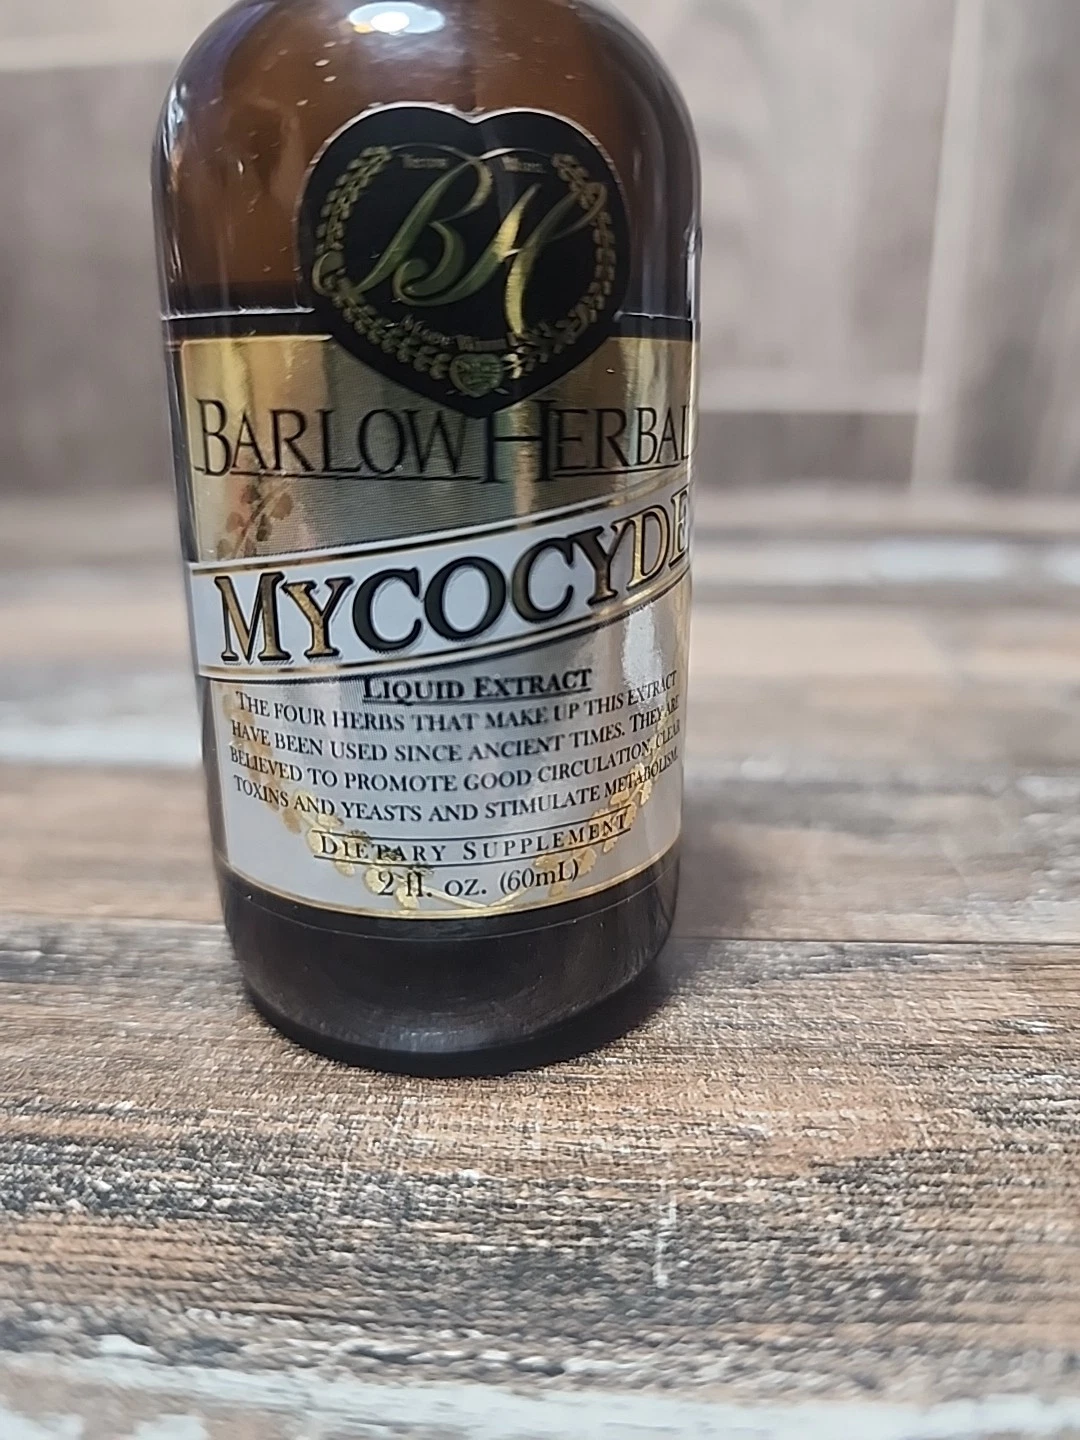 BH
BARLOW HERBAL
MYCOCYDE
LIQUID EXTRACT
THE FOUR HERBS THAT MAKE UP THIS EXTRACT
HAVE BEEN USED SINCE ANCIENT TIMES. THEY ARE
BELIEVED TO PROMOTE GOOD CIRCULATION, CLEAR
TOXINS AND YEASTS AND STIMULATE METABOLISM.
DIETARY SUPPLEMENT
2 fl. oz. (60mL)